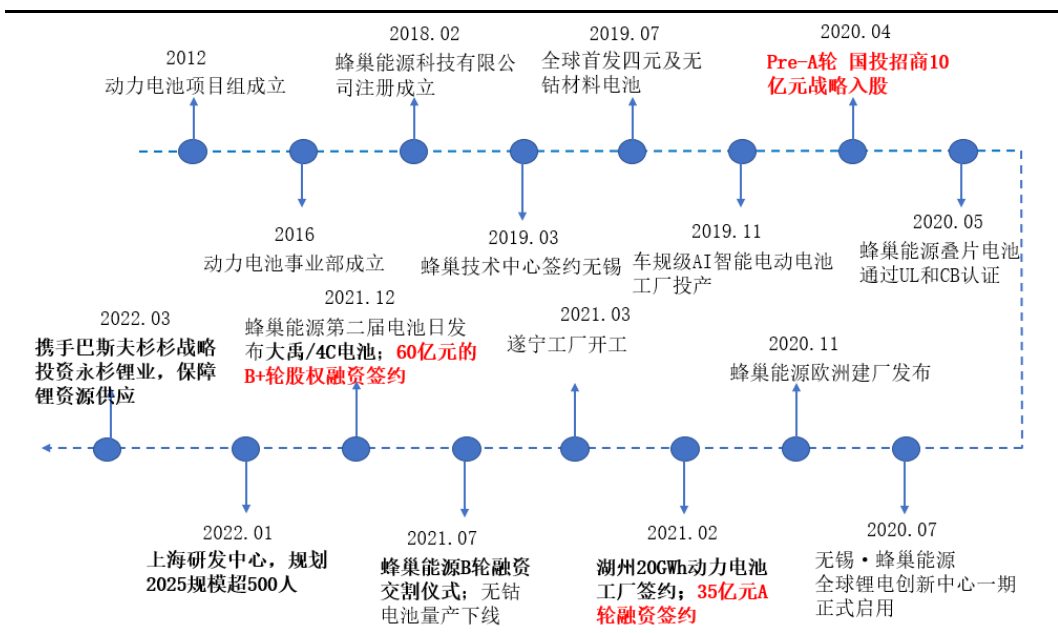 2012
动力电池项目组成立
2018.02
蜂巢能源科技有限公
司注册成立
2019.07
全球首发四元及无
钴材料电池
2020.04
Pre-A轮 国投招商10
亿元战略入股
2016
动力电池事业部成立
2019.03
蜂巢技术中心签约无锡
2019.11
车规级AI智能电动电池
工厂投产
2020.05
蜂巢能源叠片电池
通过UL和CB认证
2022.03
携手巴斯夫杉杉战略
投资永杉锂业，保障
锂资源供应
2021.12
蜂巢能源第二届电池日发
布大禹/4C电池；60亿元的
B+轮股权融资签约
2021.03
遂宁工厂开工
2020.11
蜂巢能源欧洲建厂发布
2022.01
上海研发中心，规划
2025规模超500人
2021.07
蜂巢能源B轮融资
交割仪式；无钴
电池量产下线
2021.02
湖州20GWh动力电池
工厂签约；35亿元A
轮融资签约
2020.07
无锡·蜂巢能源
全球锂电创新中心一期
正式启用